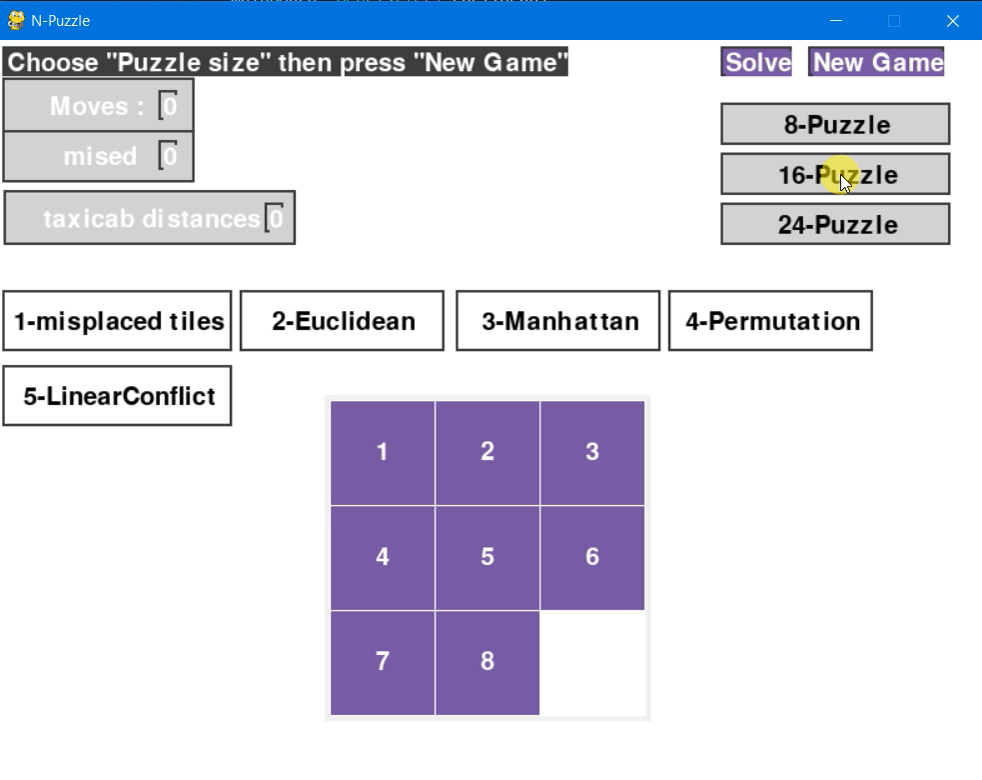 N-Puzzle
Choose "Puzzle size" then press "New Game"
Solve
New Game
Moves : 0
mised 0
taxicab distances 0
8-Puzzle
16-Puzzle
24-Puzzle
1-misplaced tiles
2-Euclidean
3-Manhattan
4-Permutation
5-LinearConflict
1 2 3
4 5 6
7 8